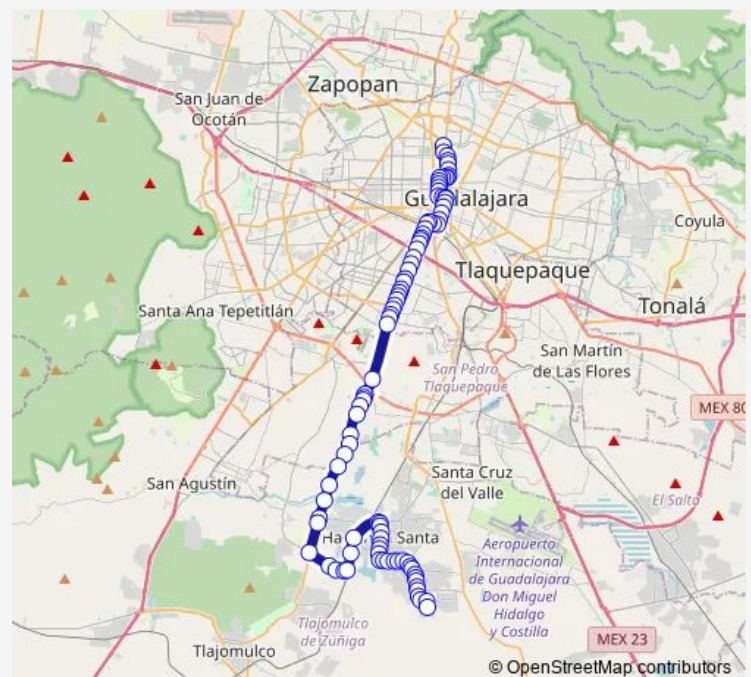 Zapopan
San Juan de
Ocotán
Guadalajara
Coyula
Tlaquepaque
Tonalá
Santa Ana Tepetitlán
San Martín
de Las Flores
San Pedro
Tlaquepaque
MEX 80
San Agustín
Santa Cruz
del Valle
El Salto
Santa
Aeropuerto
Internacional
de Guadalajara
Don Miguel
Hidalgo
y Costilla
Tlajomulco
de Zúñiga
Tlajomulco
MEX 23
© OpenStreetMap contributors